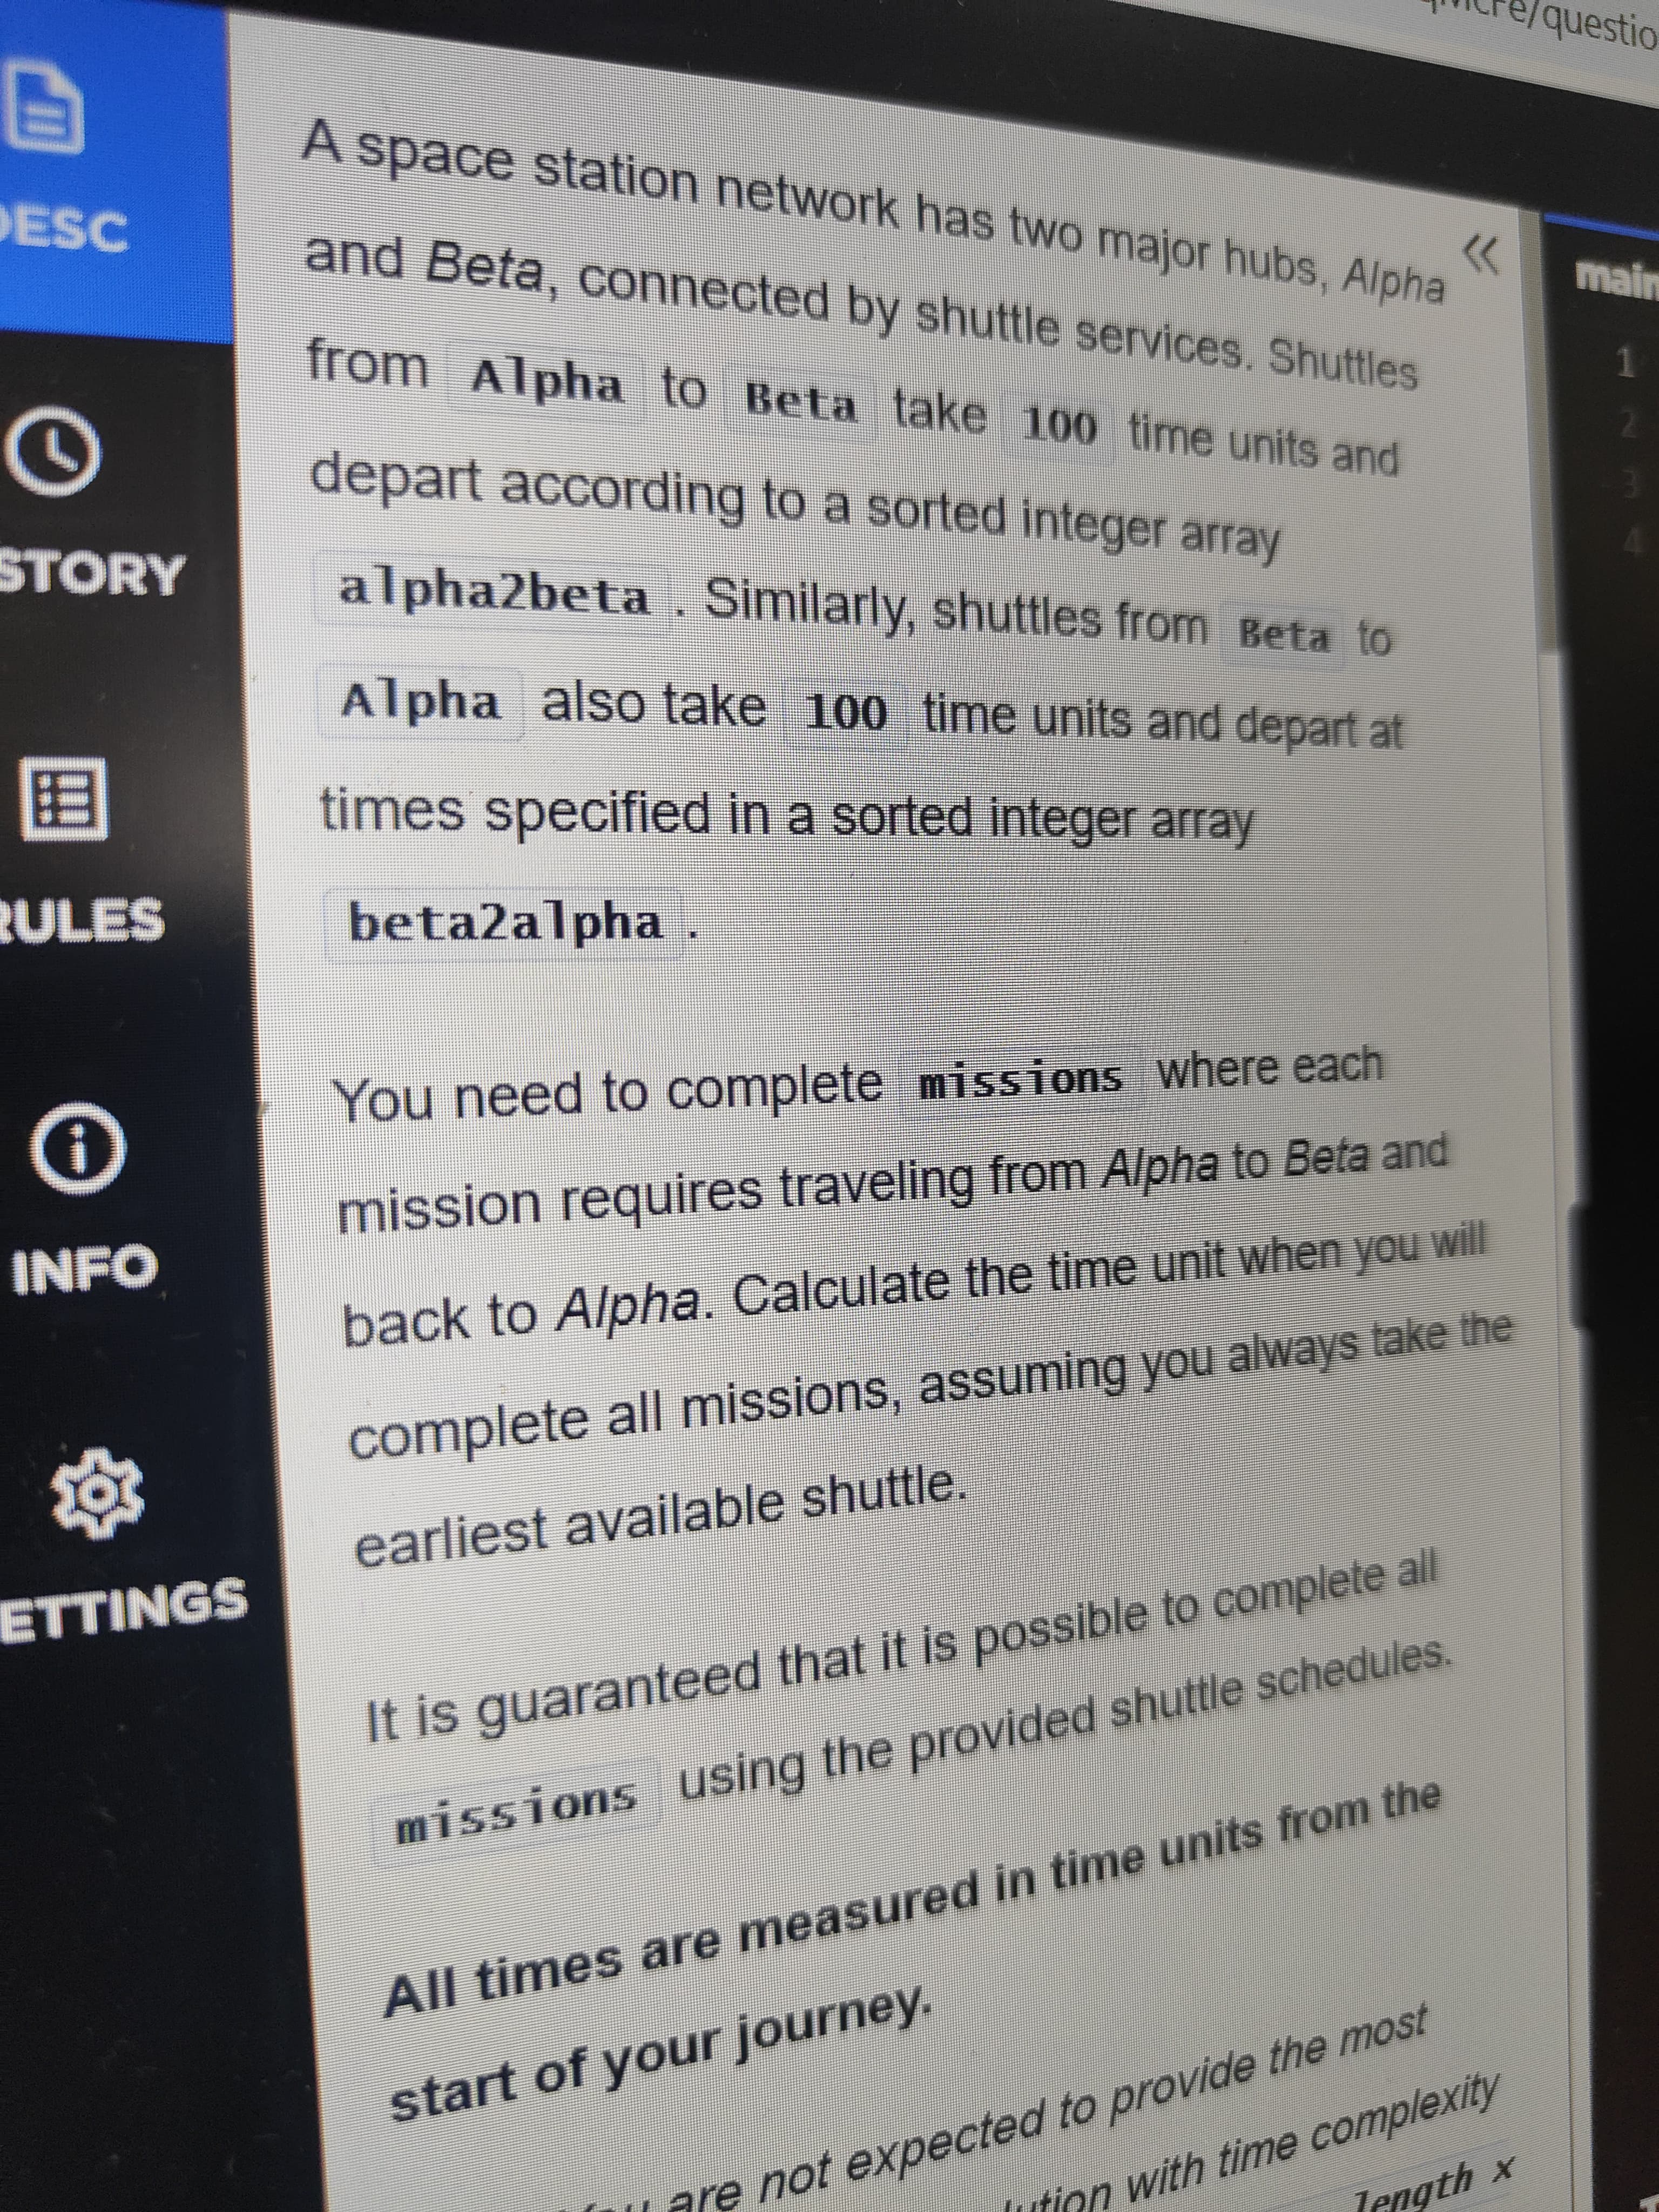 /questio
DESC
A space station network has two major hubs, Alpha
and Beta, connected by shuttle services. Shuttles
from Alpha to Beta take 100 time units and
depart according to a sorted integer array
alpha2beta . Similarly, shuttles from Beta to
Alpha also take 100 time units and depart at
times specified in a sorted integer array
beta2alpha .
You need to complete missions where each
mission requires traveling from Alpha to Beta and
back to Alpha. Calculate the time unit when you will
complete all missions, assuming you always take the
earliest available shuttle.
It is guaranteed that it is possible to complete all
missions using the provided shuttle schedules.
All times are measured in time units from the
start of your journey.
are not expected to provide the most
with time complexity
length x
STORY
RULES
INFO
ETTINGS
main
1
2
3
4